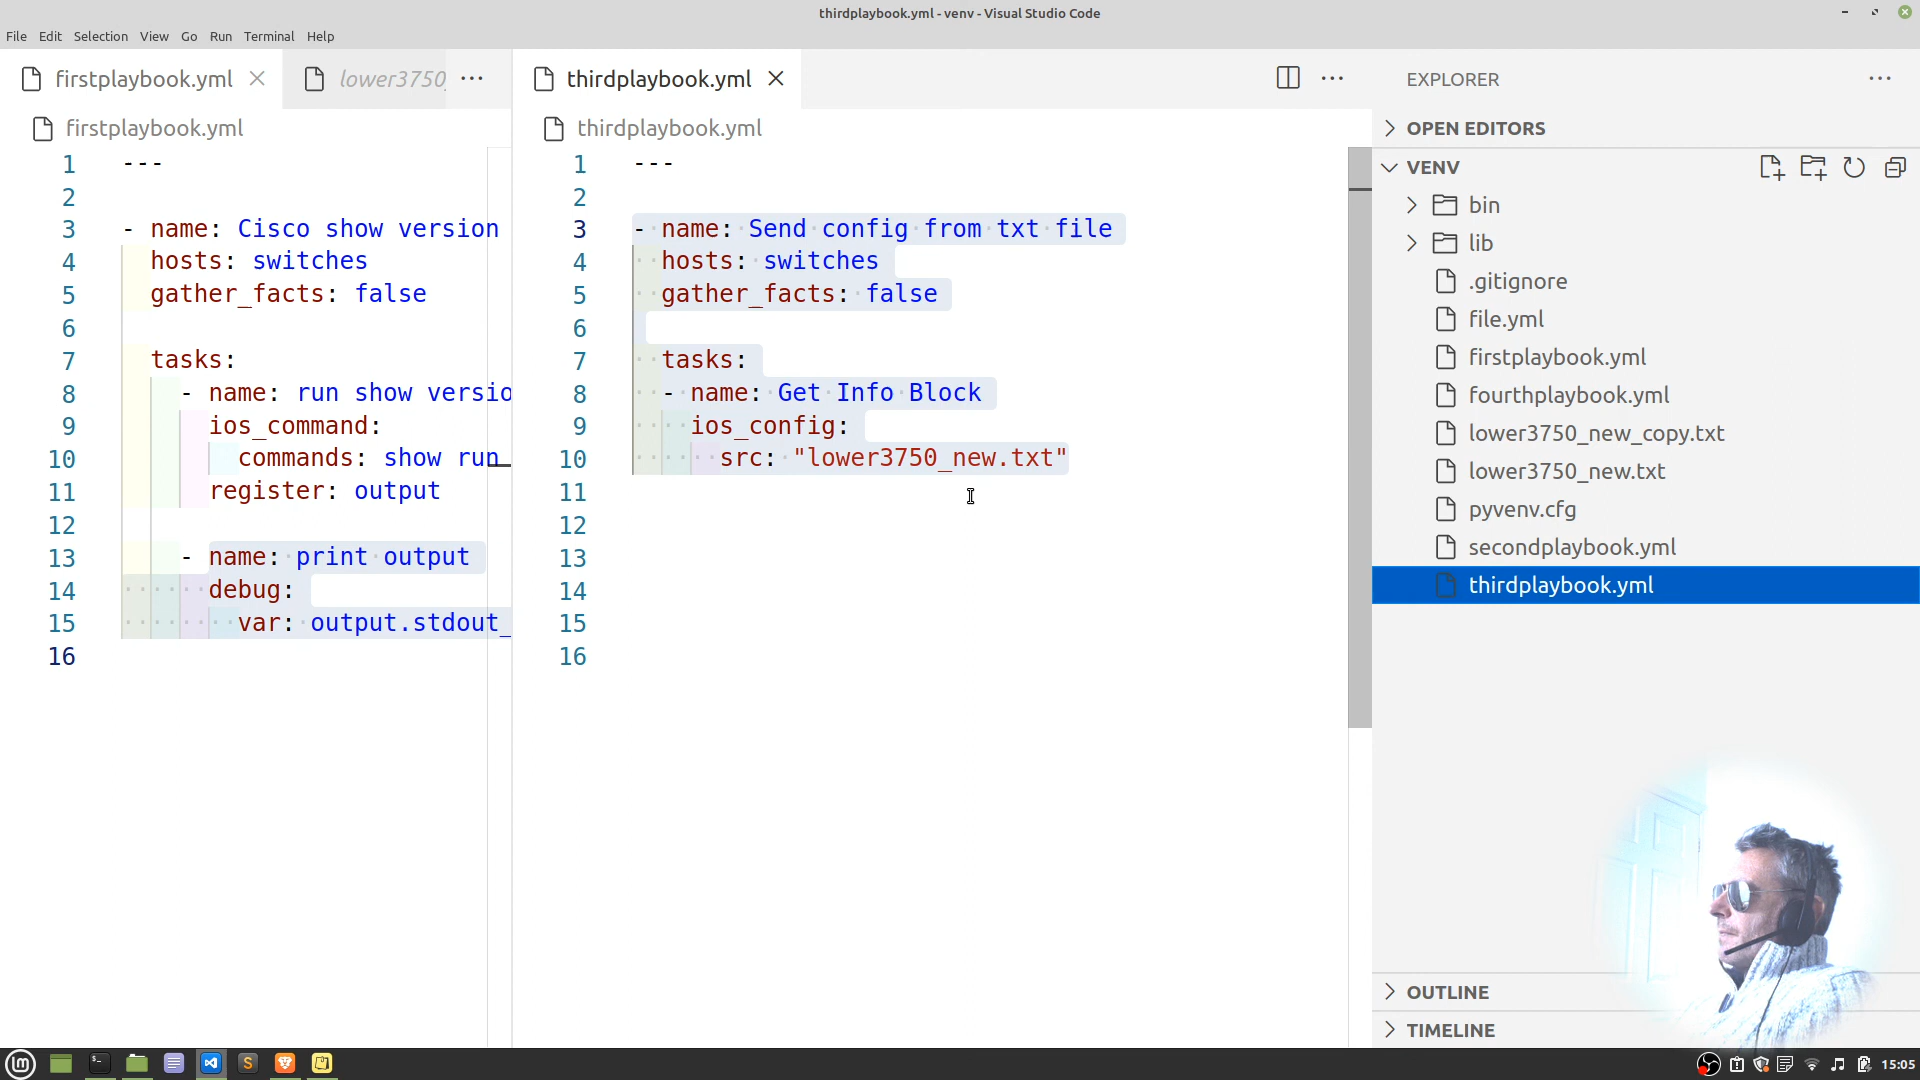 thirdplaybook.yml - venv - Visual Studio Code
File Edit Selection View Go Run Terminal Help
firstplaybook.yml
lower3750_
thirdplaybook.yml
firstplaybook.yml
1 ---
2
3 - name: Cisco show version
4 hosts: switches
5 gather_facts: false
6
7 tasks:
8 - name: run show versio
9 ios_command:
10 commands: show run
11 register: output
12
13 - name: print output
14 debug:
15 var: output.stdout_
16
thirdplaybook.yml
1 ---
2
3 - name: Send config from txt file
4 hosts: switches
5 gather_facts: false
6
7 tasks:
8 - name: Get Info Block
9 ios_config:
10 src: "lower3750_new.txt"
11
12
13
14
15
16
EXPLORER
OPEN EDITORS
VENV
bin
lib
.gitignore
file.yml
firstplaybook.yml
fourthplaybook.yml
lower3750_new_copy.txt
lower3750_new.txt
pyvenv.cfg
secondplaybook.yml
thirdplaybook.yml
OUTLINE
TIMELINE
15:05